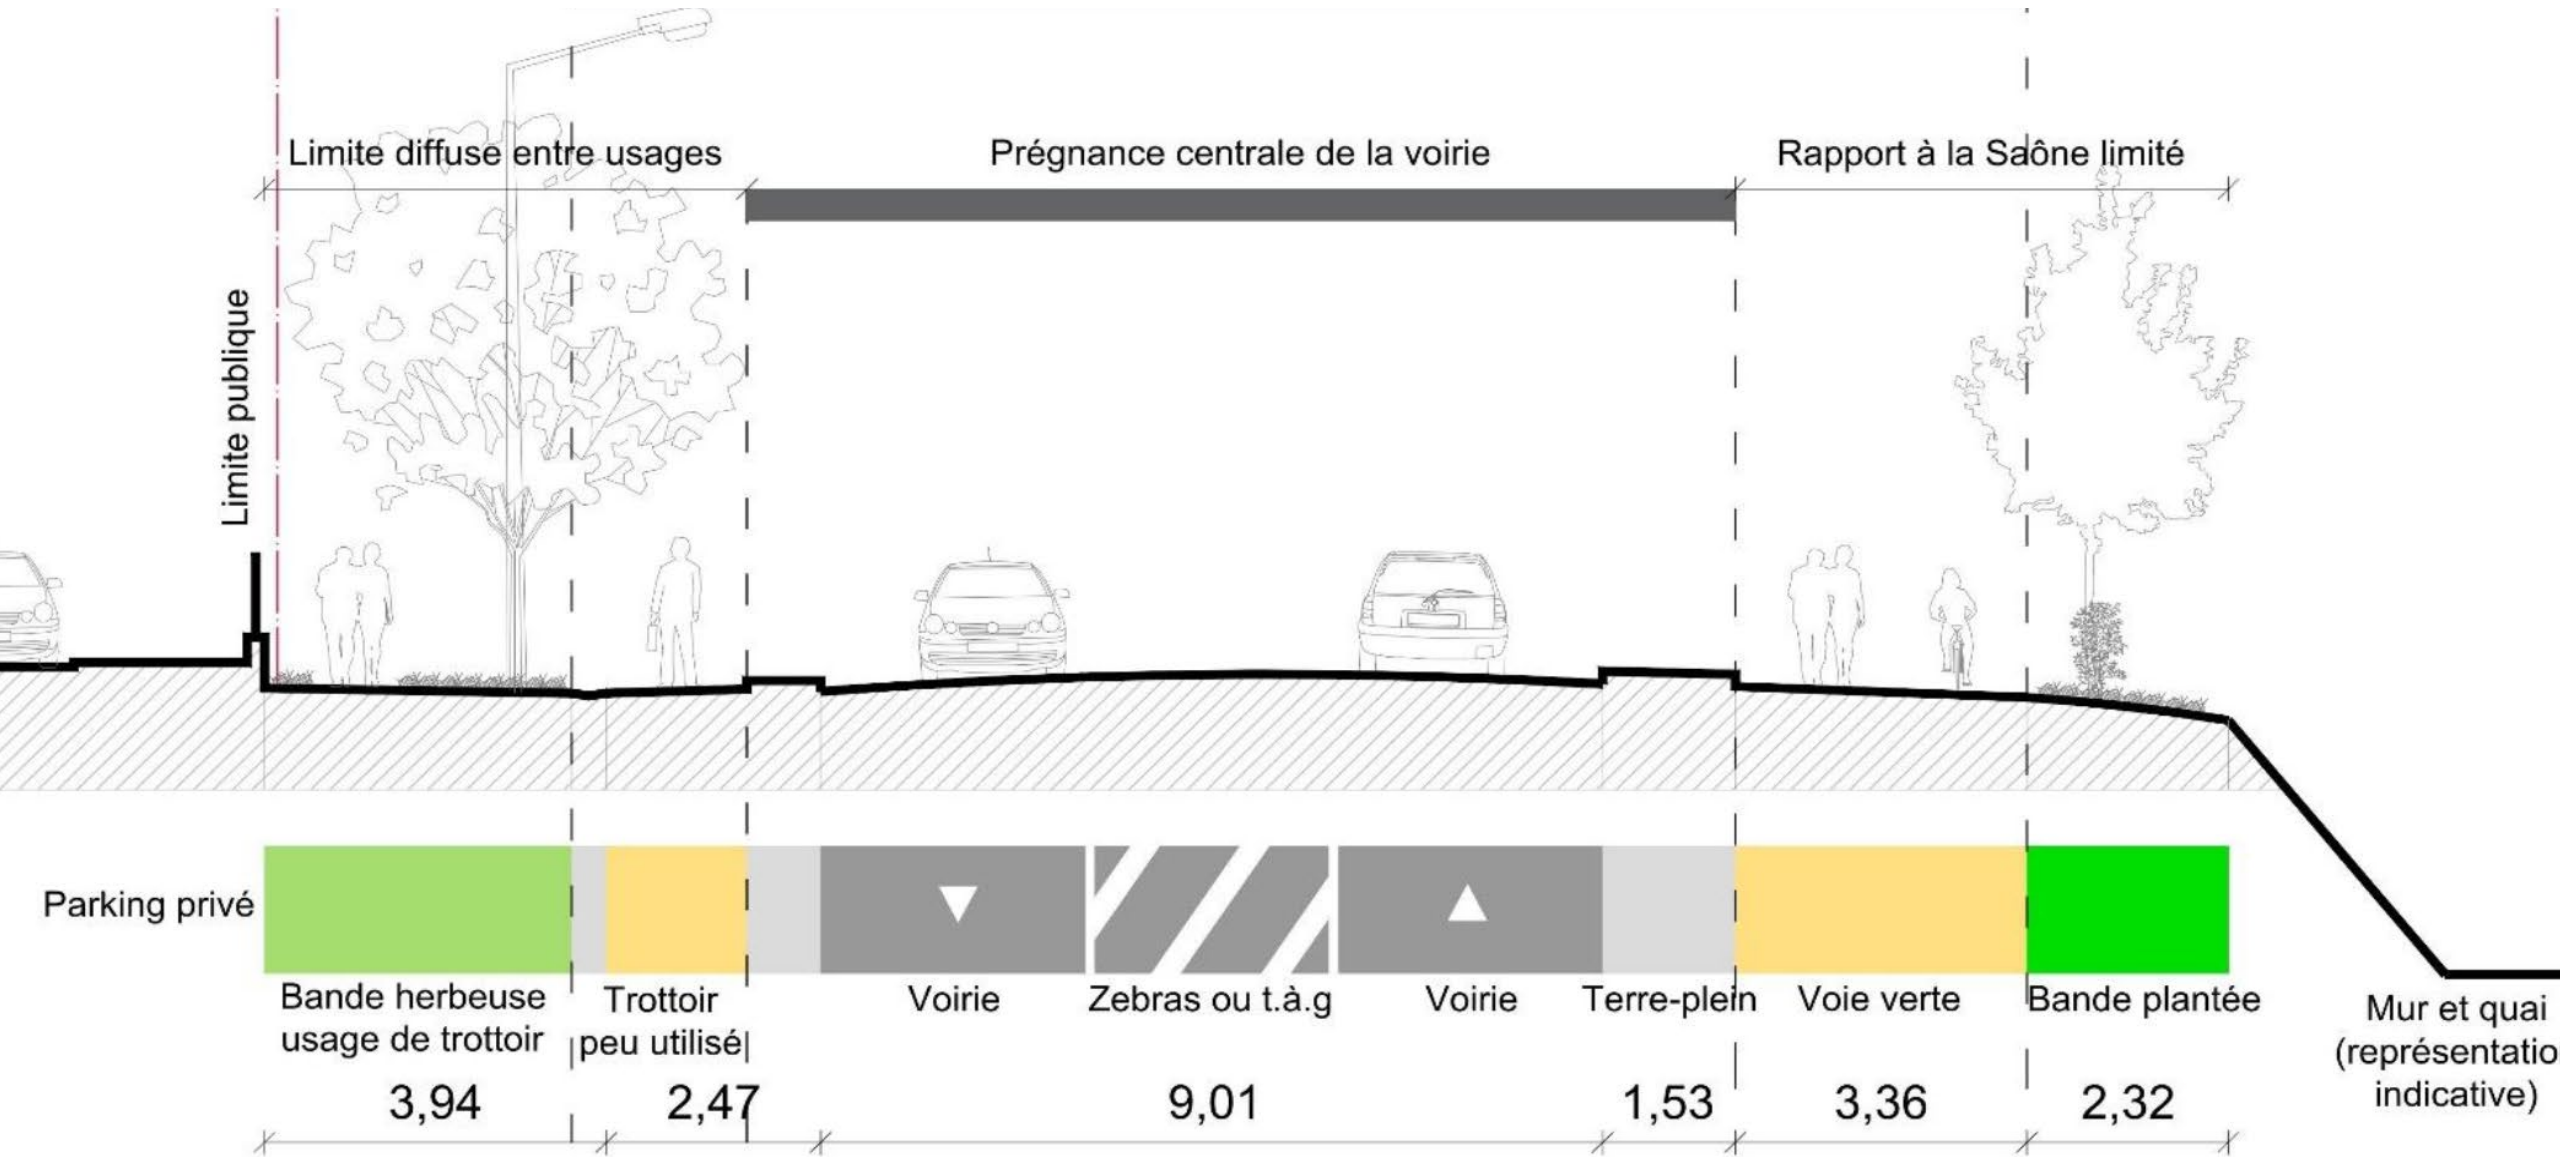 Limite diffuse entre usages
Prégnance centrale de la voirie
Rapport à la Saône limité
Limite publique
Parking privé
Bande herbeuse
usage de trottoir
Trottoir
peu utilisé
Voirie
Zebras ou t.à.g
Voirie
Terre-plein
Voie verte
Bande plantée
Mur et quai
(représentatio
indicative)
3,94
2,47
9,01
1,53
3,36
2,32